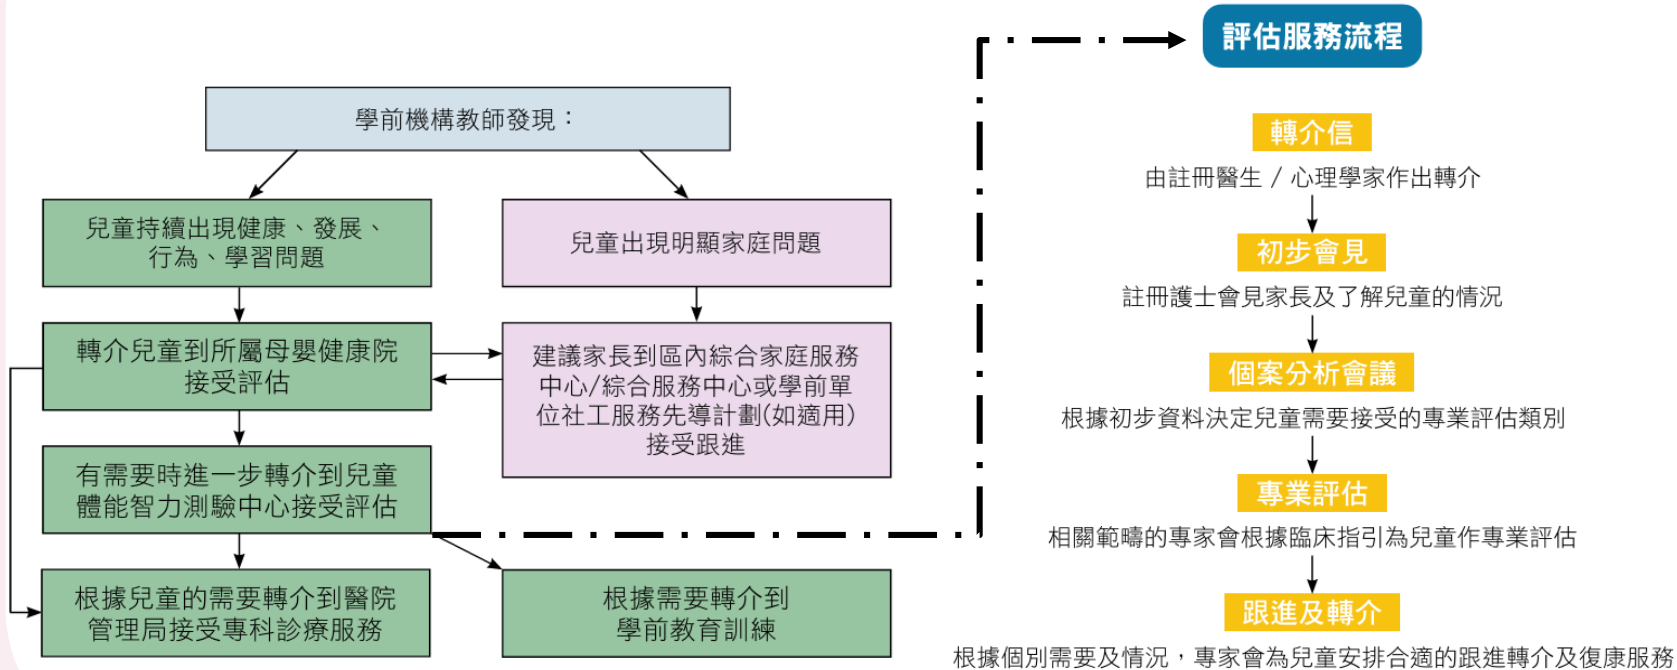 學前機構教師發現：
兒童持續出現健康、發展、
行為、學習問題
兒童出現明顯家庭問題
轉介兒童到所屬母嬰健康院
接受評估
建議家長到區內綜合家庭服務
中心/綜合服務中心或學前單
位社工服務先導計劃(如適用)
接受跟進
有需要時進一步轉介到兒童
體能智力測驗中心接受評估
根據兒童的需要轉介到醫院
管理局接受專科診療服務
根據需要轉介到
學前教育訓練
評估服務流程
轉介信
由註冊醫生 / 心理學家作出轉介
初步會見
註冊護士會見家長及了解兒童的情況
個案分析會議
根據初步資料決定兒童需要接受的專業評估類別
專業評估
相關範疇的專家會根據臨床指引為兒童作專業評估
跟進及轉介
根據個別需要及情況，專家會為兒童安排合適的跟進轉介及復康服務